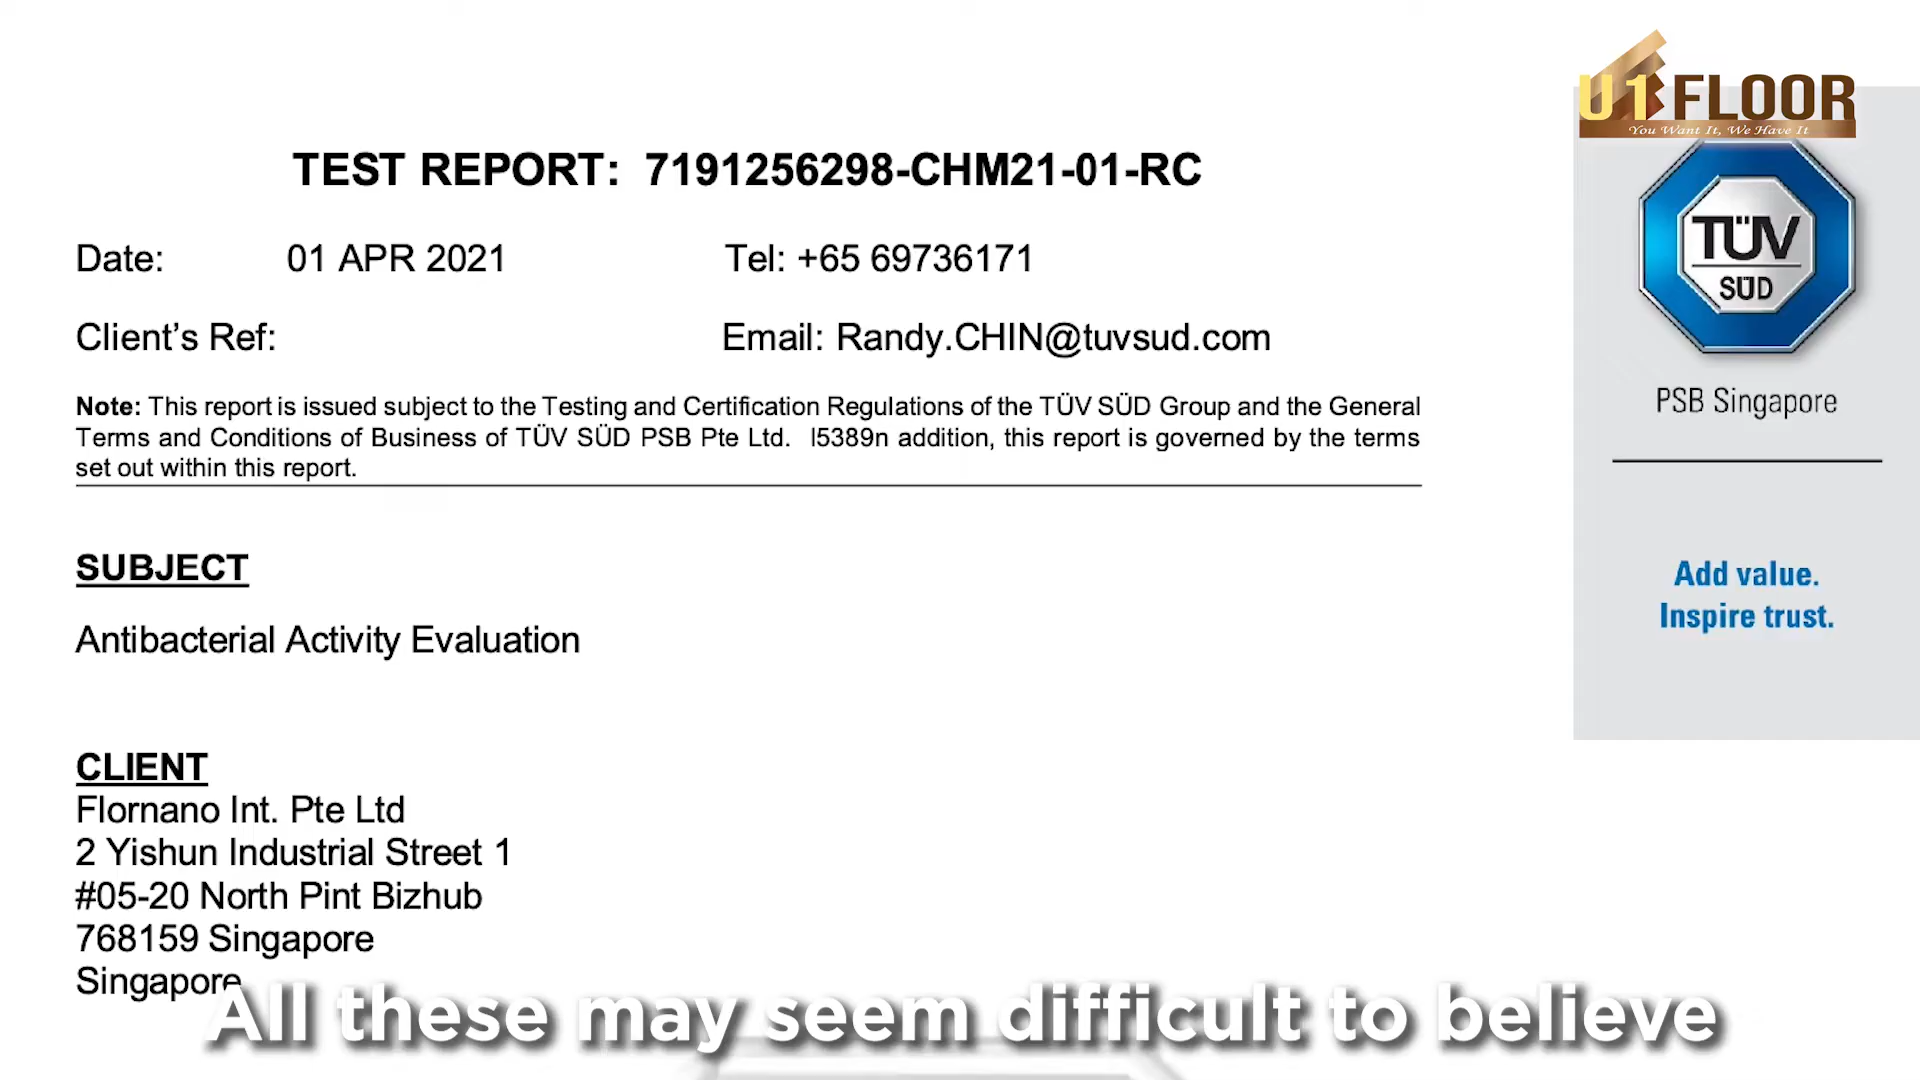 U1 FLOOR
You Want It, We Have It
TEST REPORT: 7191256298-CHM21-01-RC
Date: 01 APR 2021 Tel: +65 69736171
Client’s Ref: Email: Randy.CHIN@tuvsud.com
Note: This report is issued subject to the Testing and Certification Regulations of the TÜV SÜD Group and the General
Terms and Conditions of Business of TÜV SÜD PSB Pte Ltd. I5389n addition, this report is governed by the terms
set out within this report.
TÜV
SÜD
PSB Singapore
Add value.
Inspire trust.
SUBJECT
Antibacterial Activity Evaluation
CLIENT
Flornano Int. Pte Ltd
2 Yishun Industrial Street 1
#05-20 North Pint Bizhub
768159 Singapore
Singapore
All these may seem difficult to believe